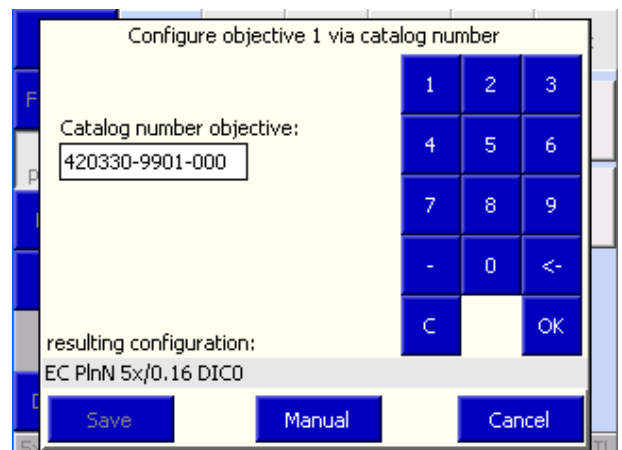 Configure objective 1 via catalog number
1 2 3
Catalog number objective:
4 5 6
420330-9901-000
7 8 9
- 0 <-
C OK
resulting configuration:
EC PlnN 5x/0.16 DIC0
Save Manual Cancel